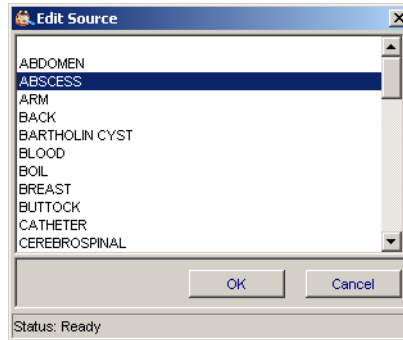 Edit Source
ABDOMEN
ABSCESS
ARM
BACK
BARTHOLIN CYST
BLOOD
BOIL
BREAST
BUTTOCK
CATHETER
CEREBROSPINAL
OK Cancel
Status: Ready